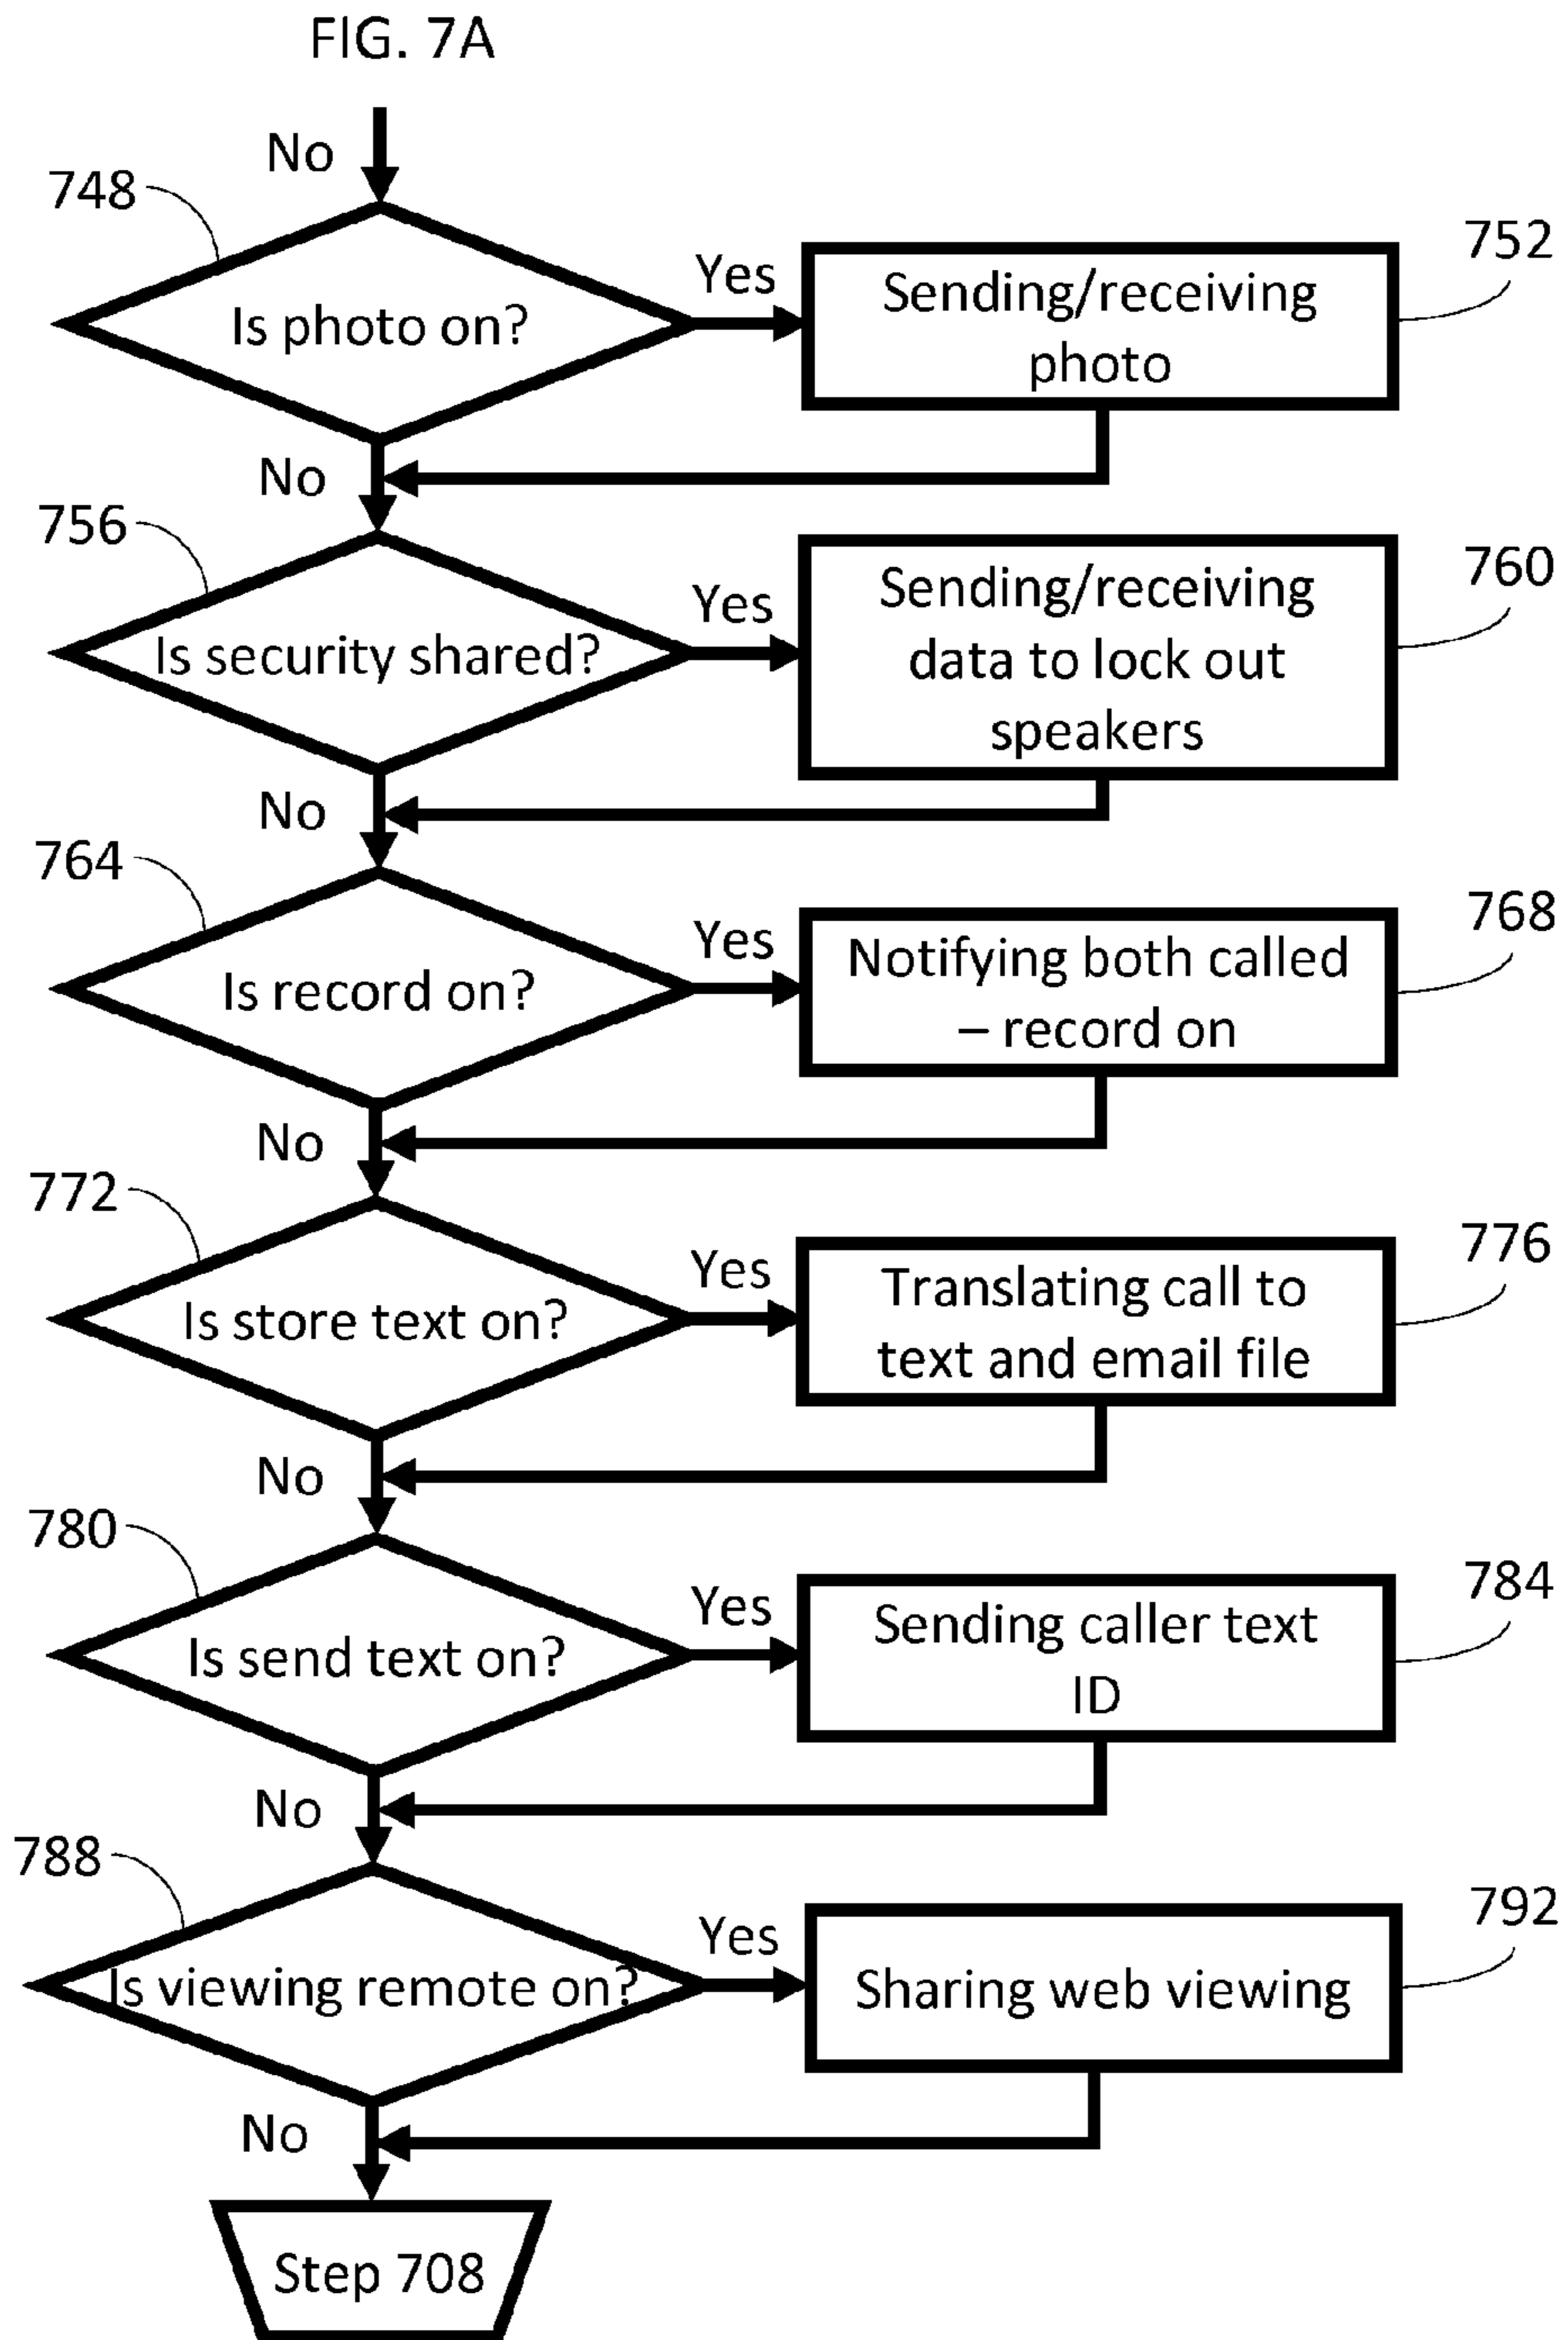 FIG. 7A
No
748
Is photo on?
Yes
Sending/receiving
photo
752
No
756
Is security shared?
Yes
Sending/receiving
data to lock out
speakers
760
No
764
Is record on?
Yes
Notifying both called
– record on
768
No
772
Is store text on?
Yes
Translating call to
text and email file
776
No
780
Is send text on?
Yes
Sending caller text
ID
784
No
788
Is viewing remote on?
Yes
Sharing web viewing
792
No
Step 708